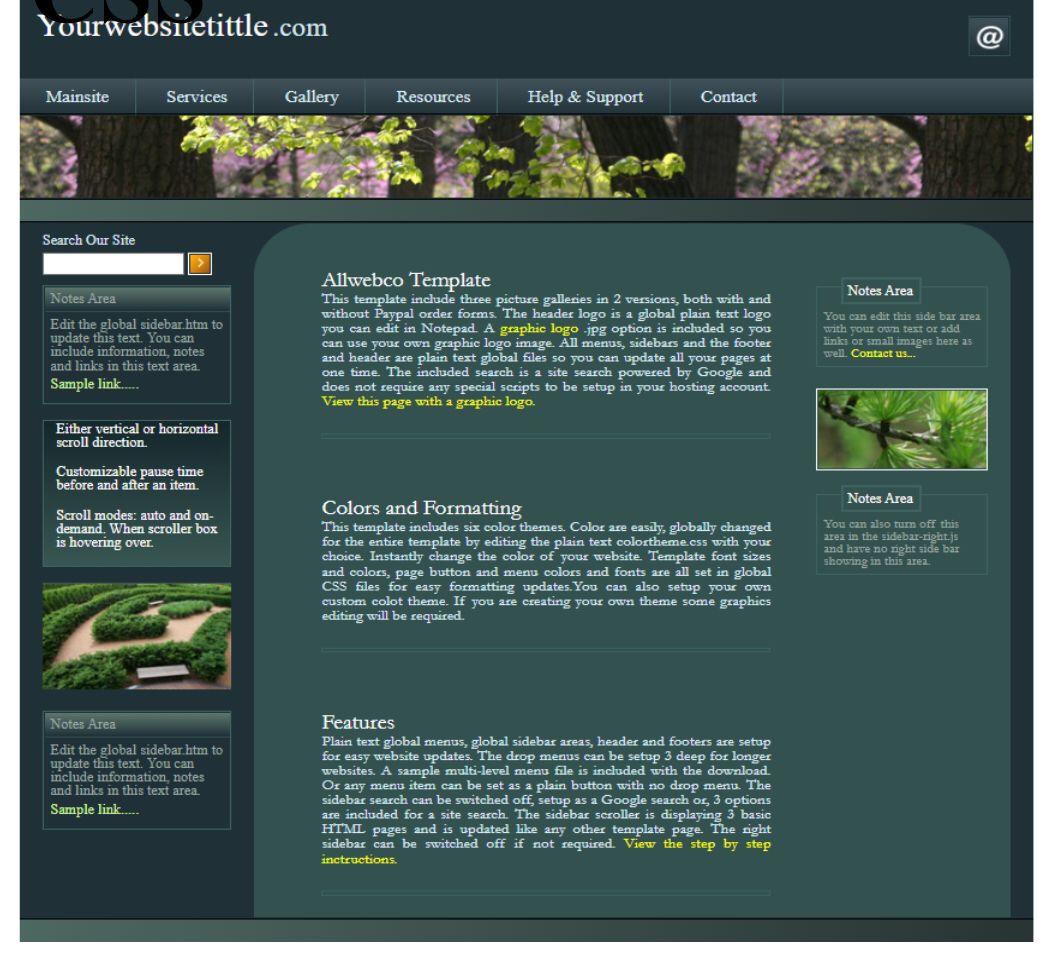 CSS
Yourwebsitetittle .com
@
Mainsite Services Gallery Resources Help & Support Contact
Search Our Site
Notes Area
Edit the global sidebar.htm to
update this text. You can
include information, notes
and links in this text area.
Sample link.....
Either vertical or horizontal
scroll direction.
Customizable pause time
before and after an item.
Scroll modes: auto and on-
demand. When scroller box
is hovering over.
Notes Area
Edit the global sidebar.htm to
update this text. You can
include information, notes
and links in this text area.
Sample link.....
Allwebco Template
This template include three picture galleries in 2 versions, both with and
without Paypal order forms. The header logo is a global plain text logo
you can edit in Notepad. A graphic logo .jpg option is included so you
can use your own graphic logo image. All menus, sidebars and the footer
and header are plain text global files so you can update all your pages at
one time. The included search is a site search powered by Google and
does not require any special scripts to be setup in your hosting account.
View this page with a graphic logo.
Colors and Formatting
This template includes six color themes. Color are easily, globally changed
for the entire template by editing the plain text colortheme.css with your
choice. Instantly change the color of your website. Template font sizes
and colors, page button and menu colors and fonts are all set in global
CSS files for easy formatting updates.You can also setup your own
custom colot theme. If you are creating your own theme some graphics
editing will be required.
Features
Plain text global menus, global sidebar areas, header and footers are setup
for easy website updates. The drop menus can be setup 3 deep for longer
websites. A sample multi-level menu file is included with the download.
Or any menu item can be set as a plain button with no drop menu. The
sidebar search can be switched off, setup as a Google search or, 3 options
are included for a site search. The sidebar scroller is displaying 3 basic
HTML pages and is updated like any other template page. The right
sidebar can be switched off if not required. View the step by step
inctructions.
Notes Area
You can edit this side bar area
with your own text or add
links or small images here as
well. Contact us...
Notes Area
You can also turn off this
area in the sidebar-right.js
and have no right side bar
showing in this area.